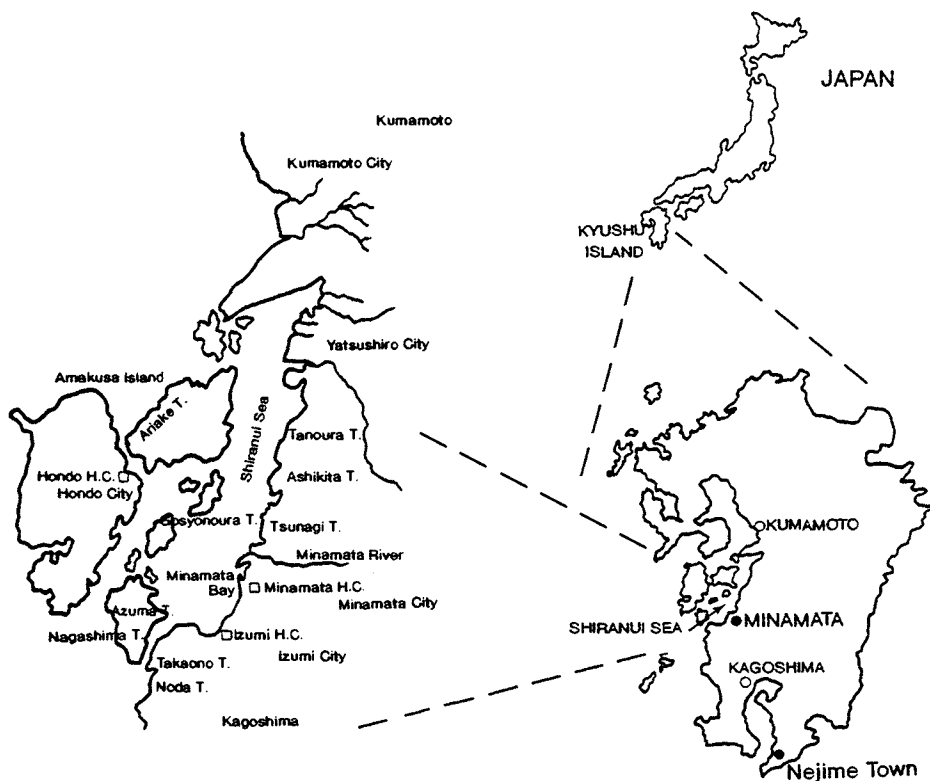 JAPAN
KYUSHU
ISLAND
Kumamoto
Kumamoto City
Yatsushiro City
Amakusa Island
Ariake T.
Shiranui Sea
Tanoura T.
Hondo H.C.
Hondo City
Ashikita T.
Gosyonoura T.
Tsunagi T.
Minamata River
Minamata
Bay
Minamata H.C.
Minamata City
Azuma T.
Nagashima T.
Izumi H.C.
Izumi City
Takaono T.
Noda T.
Kagoshima
KUMAMOTO
SHIRANUI SEA
MINAMATA
KAGOSHIMA
Nejime Town